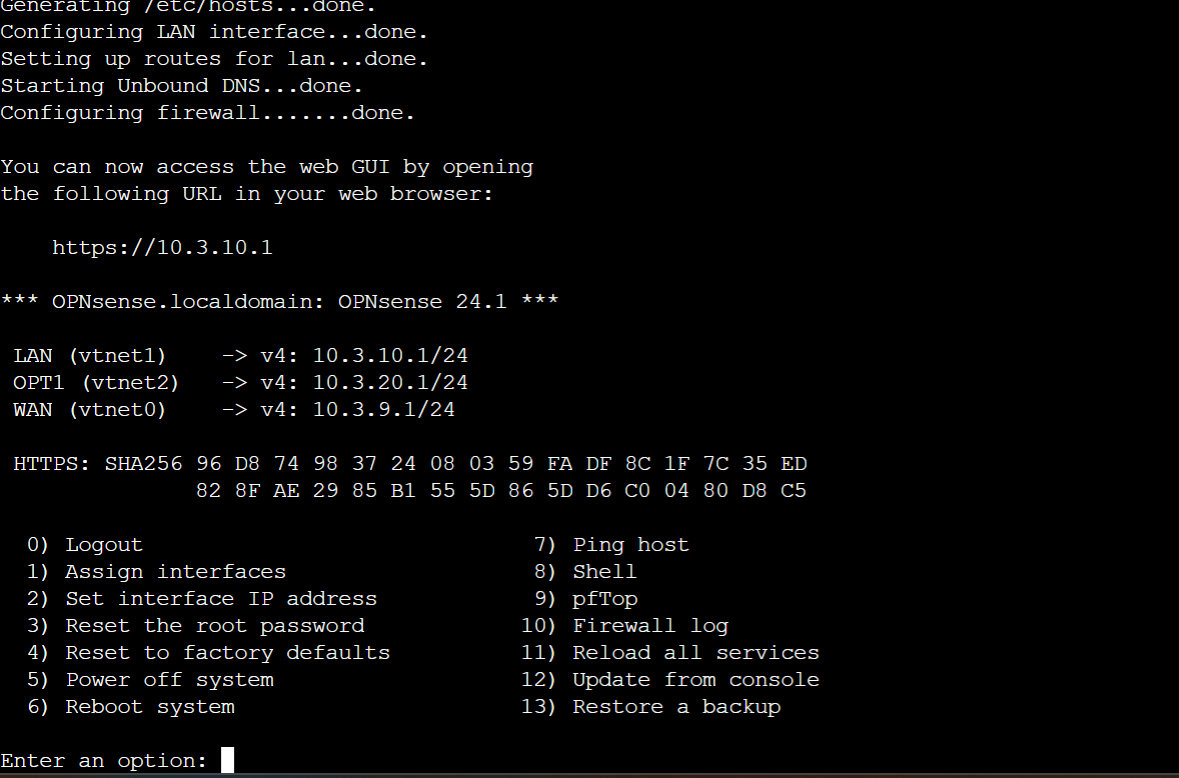 Generating /etc/hosts...done.
Configuring LAN interface...done.
Setting up routes for lan...done.
Starting Unbound DNS...done.
Configuring firewall.......done.
You can now access the web GUI by opening
the following URL in your web browser:
https://10.3.10.1
*** OPNsense.localdomain: OPNsense 24.1 ***
LAN (vtnet1)    -> v4: 10.3.10.1/24
OPT1 (vtnet2)   -> v4: 10.3.20.1/24
WAN (vtnet0)    -> v4: 10.3.9.1/24
HTTPS: SHA256 96 D8 74 98 37 24 08 03 59 FA DF 8C 1F 7C 35 ED
82 8F AE 29 85 B1 55 5D 86 5D D6 C0 04 80 D8 C5
0) Logout                              7) Ping host
1) Assign interfaces                   8) Shell
2) Set interface IP address            9) pfTop
3) Reset the root password            10) Firewall log
4) Reset to factory defaults          11) Reload all services
5) Power off system                   12) Update from console
6) Reboot system                      13) Restore a backup
Enter an option: